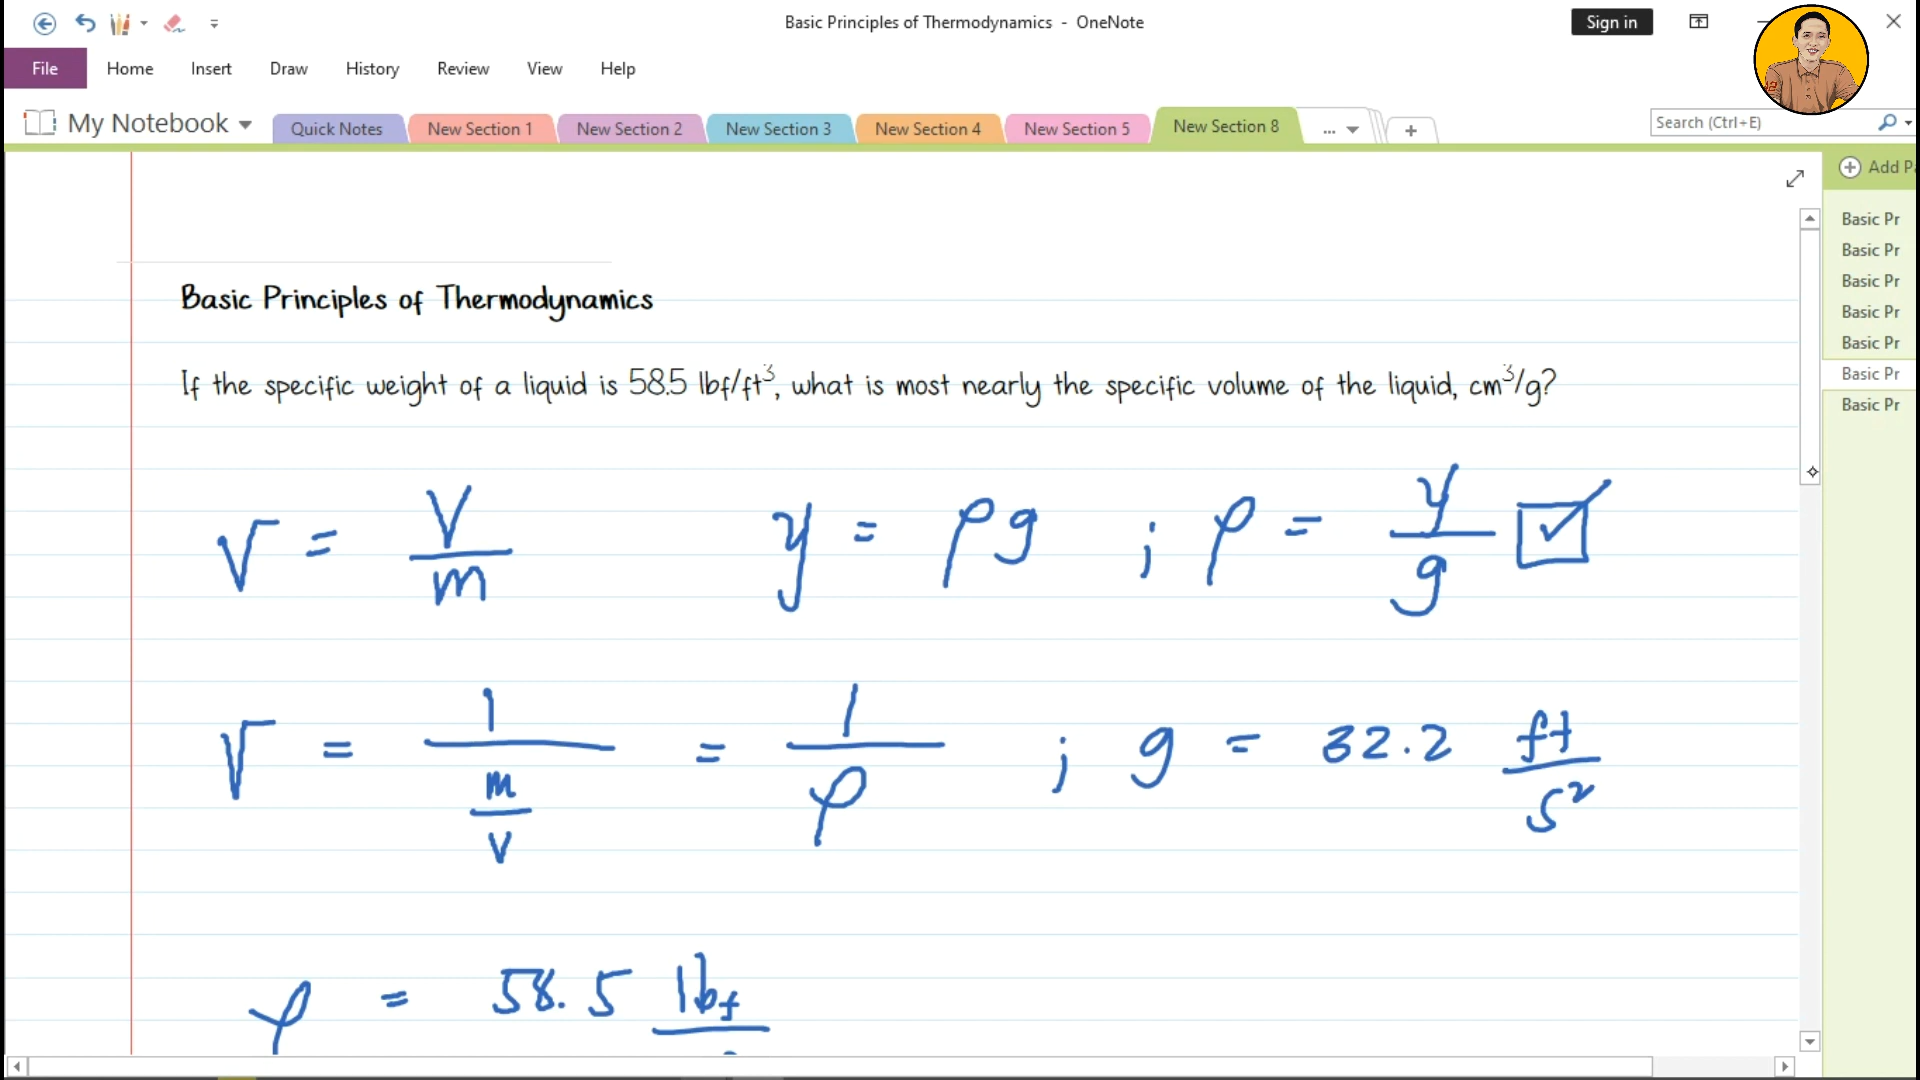 Basic Principles of Thermodynamics - OneNote
Sign in
File Home Insert Draw History Review View Help
My Notebook Quick Notes New Section 1 New Section 2 New Section 3 New Section 4 New Section 5 New Section 8 ... + Search (Ctrl+E)
Add P
Basic Pr
Basic Pr
Basic Pr
Basic Pr
Basic Pr
Basic Pr
Basic Pr
Basic Principles of Thermodynamics
If the specific weight of a liquid is 58.5 lbf/ft³, what is most nearly the specific volume of the liquid, cm³/g?
v = V/m γ = ρg ; ρ = γ/g
v = 1/(m/V) = 1/ρ ; g = 32.2 ft/s²
ρ = 58.5 lbf